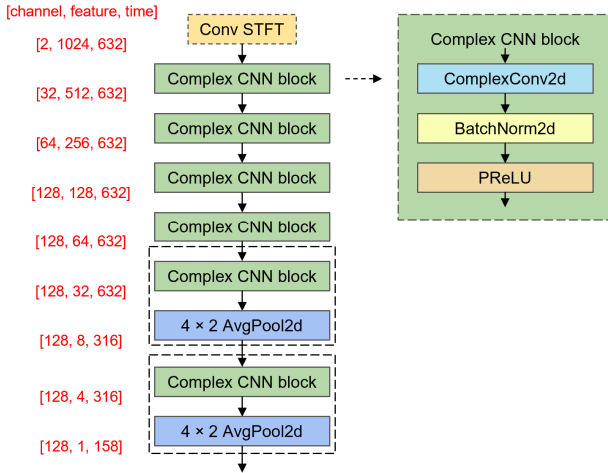 [channel, feature, time]
[2, 1024, 632]
[32, 512, 632]
[64, 256, 632]
[128, 128, 632]
[128, 64, 632]
[128, 32, 632]
[128, 8, 316]
[128, 4, 316]
[128, 1, 158]
Conv STFT
Complex CNN block
Complex CNN block
Complex CNN block
Complex CNN block
Complex CNN block
4 × 2 AvgPool2d
Complex CNN block
4 × 2 AvgPool2d
Complex CNN block
ComplexConv2d
BatchNorm2d
PReLU